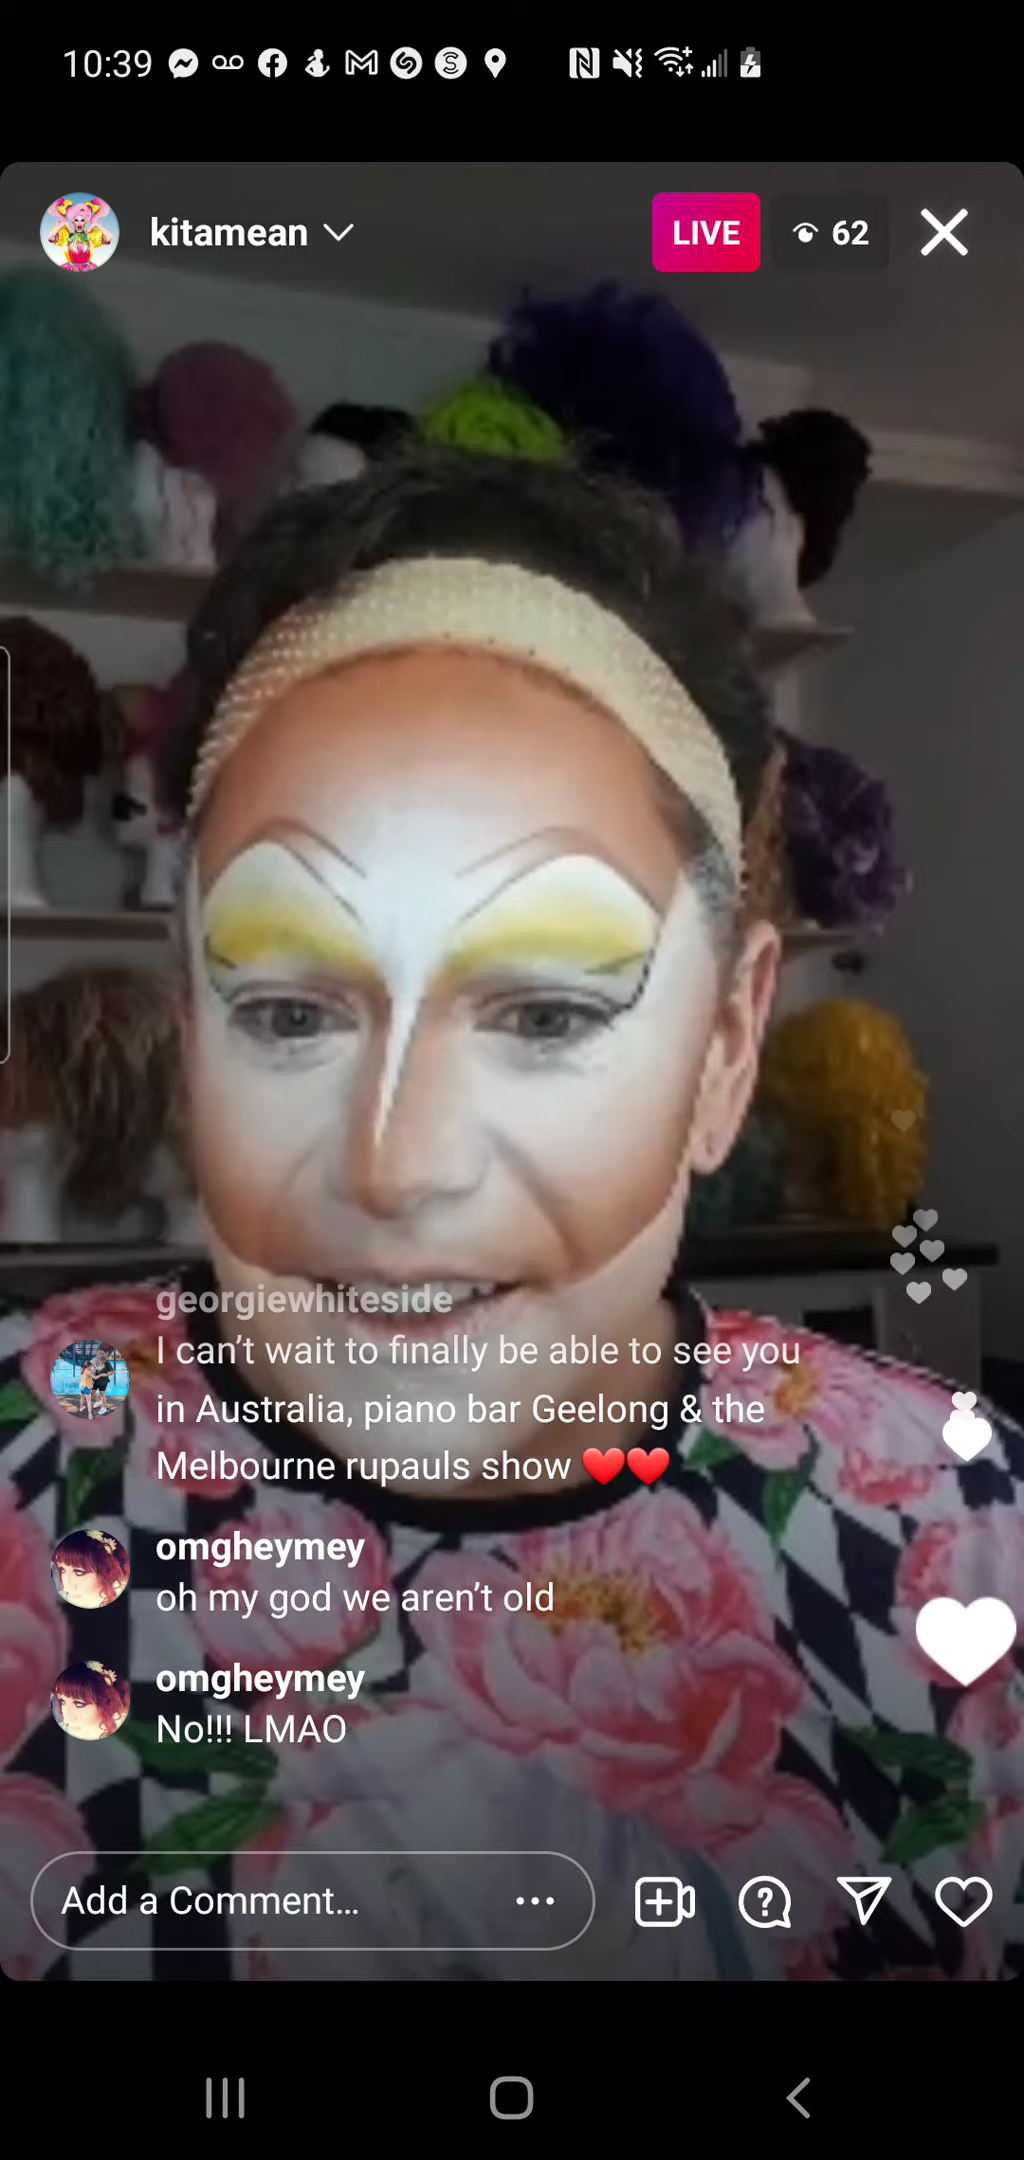 10:39
kitamean
LIVE
62
georgiewhiteside
I can't wait to finally be able to see you
in Australia, piano bar Geelong & the
Melbourne rupauls show ❤️❤️
omgheymey
oh my god we aren't old
omgheymey
No!!! LMAO
Add a Comment...